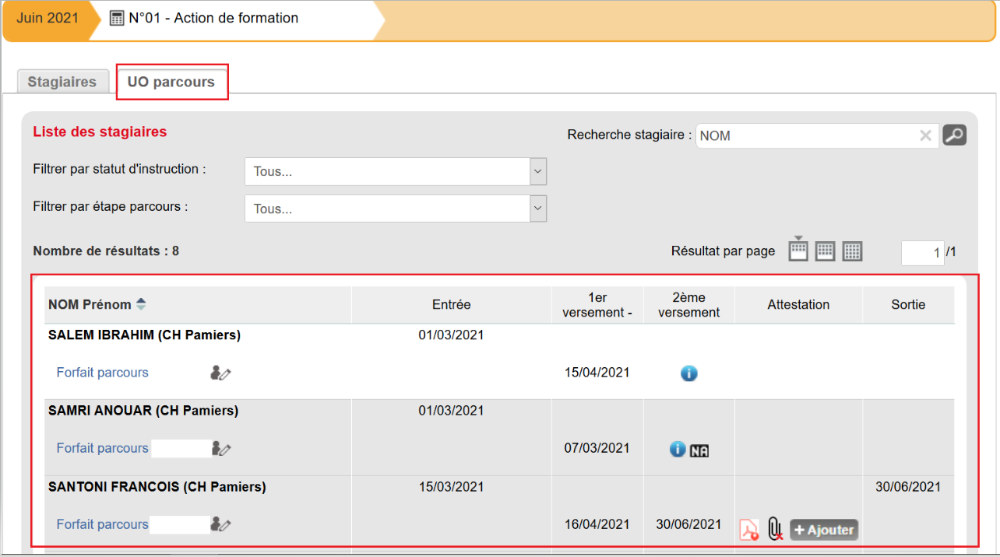 Juin 2021 N°01 - Action de formation
Stagiaires UO parcours
Liste des stagiaires
Recherche stagiaire : NOM
Filtrer par statut d'instruction : Tous...
Filtrer par étape parcours : Tous...
Nombre de résultats : 8 Résultat par page 1 /1
NOM Prénom Entrée 1er versement - 2ème versement Attestation Sortie
SALEM IBRAHIM (CH Pamiers) 01/03/2021
Forfait parcours 15/04/2021 i
SAMRI ANOUAR (CH Pamiers) 01/03/2021
Forfait parcours 07/03/2021 i NA
SANTONI FRANCOIS (CH Pamiers) 15/03/2021 30/06/2021
Forfait parcours 16/04/2021 30/06/2021 + Ajouter